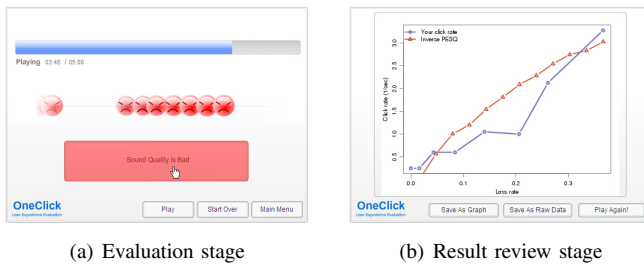 Playing 03:48 / 05:00
Sound Quality is Bad
OneClick
User Experience Evaluation
Play
Start Over
Main Menu
(a) Evaluation stage
Your click rate
Inverse PESQ
Click rate (1/sec)
3.0
2.5
2.0
1.5
1.0
0.5
0.0
0.1
0.2
0.3
Loss rate
OneClick
User Experience Evaluation
Save As Graph
Save As Raw Data
Play Again!
(b) Result review stage